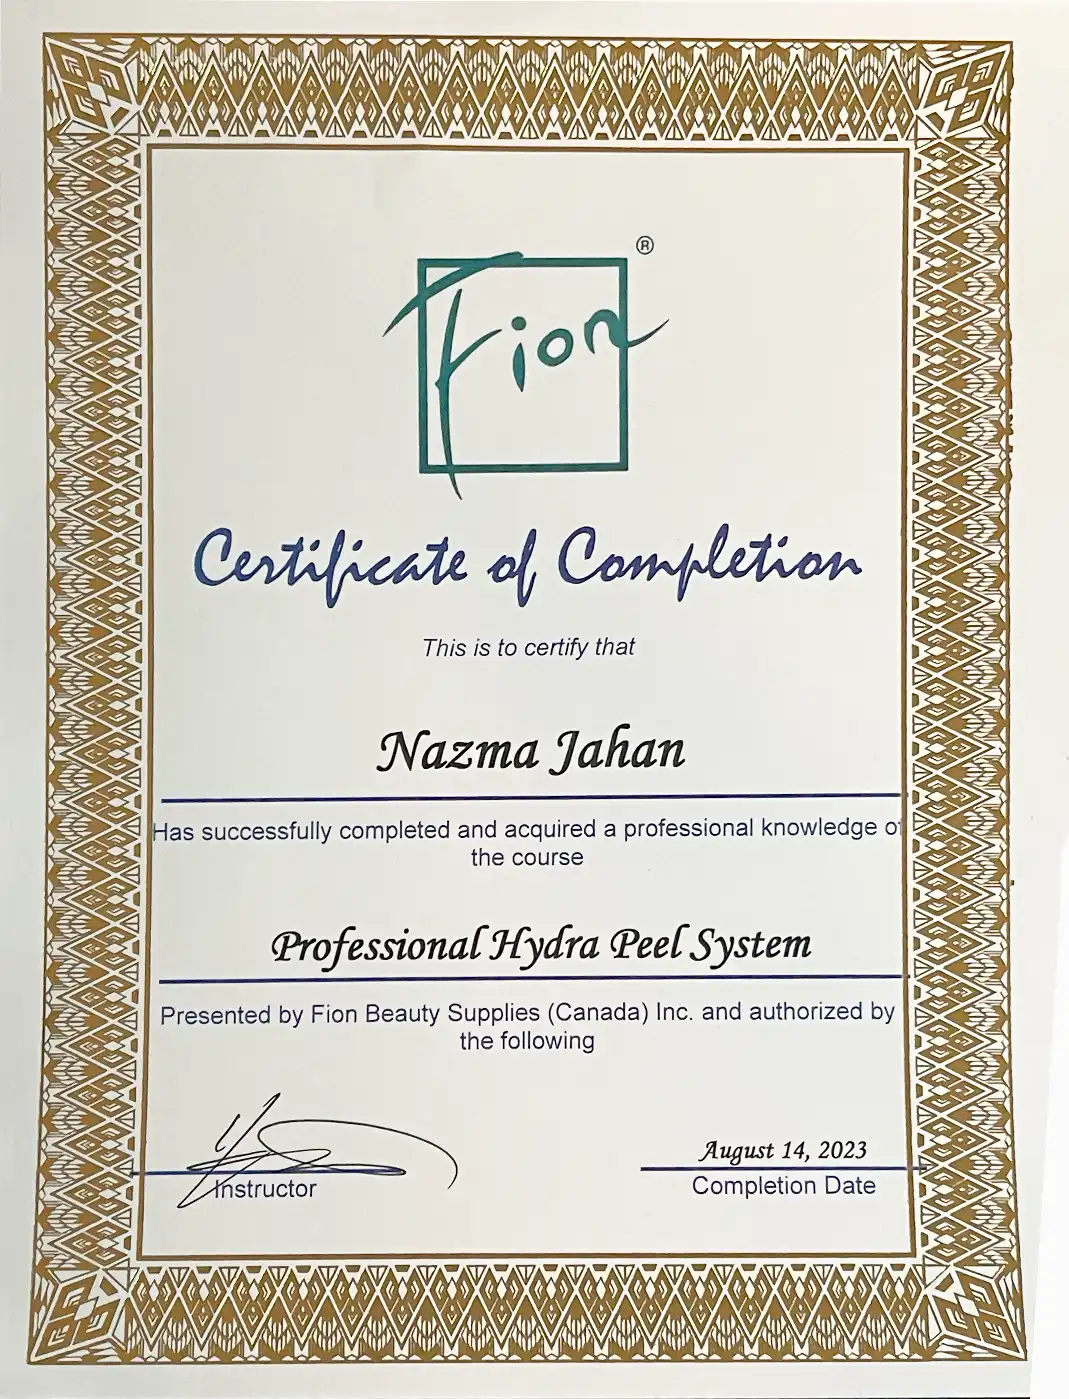 Fion®
Certificate of Completion
This is to certify that
Nazma Jahan
Has successfully completed and acquired a professional knowledge of
the course
Professional Hydra Peel System
Presented by Fion Beauty Supplies (Canada) Inc. and authorized by
the following
August 14, 2023
Instructor
Completion Date